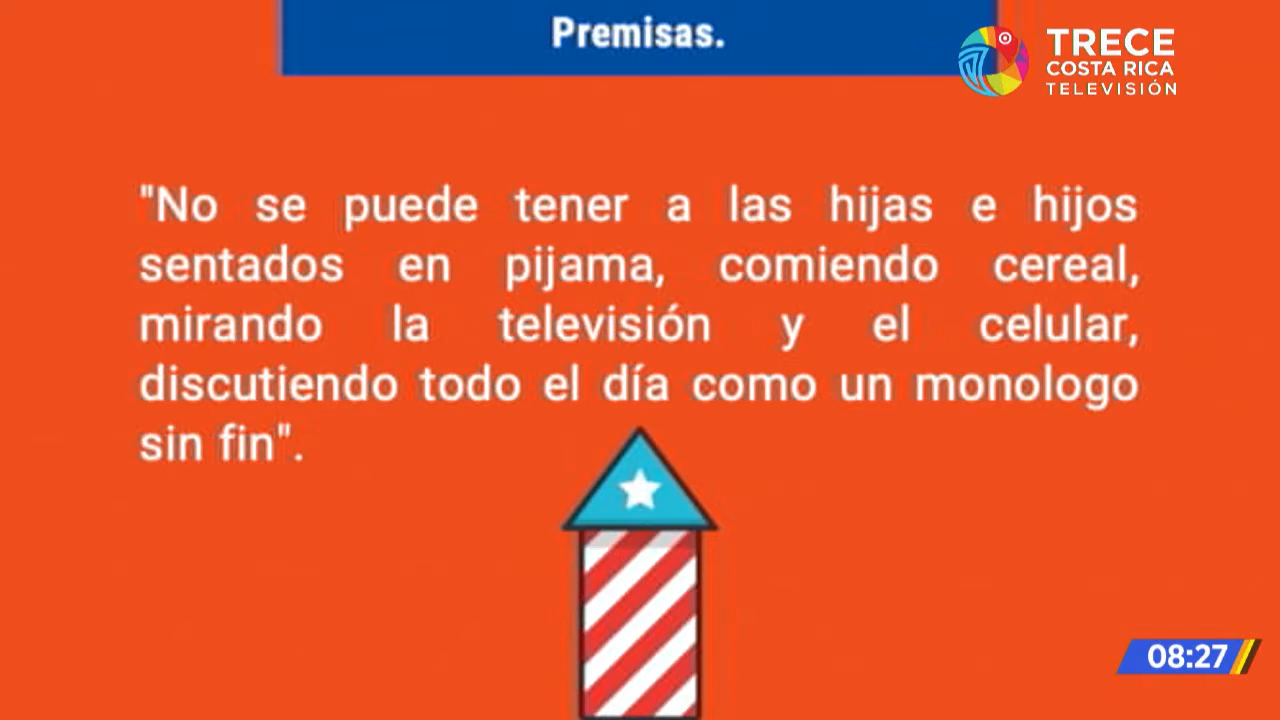 Premisas.
TRECE
COSTA RICA
TELEVISIÓN
"No se puede tener a las hijas e hijos
sentados en pijama, comiendo cereal,
mirando la televisión y el celular,
discutiendo todo el día como un monologo
sin fin".
08:27